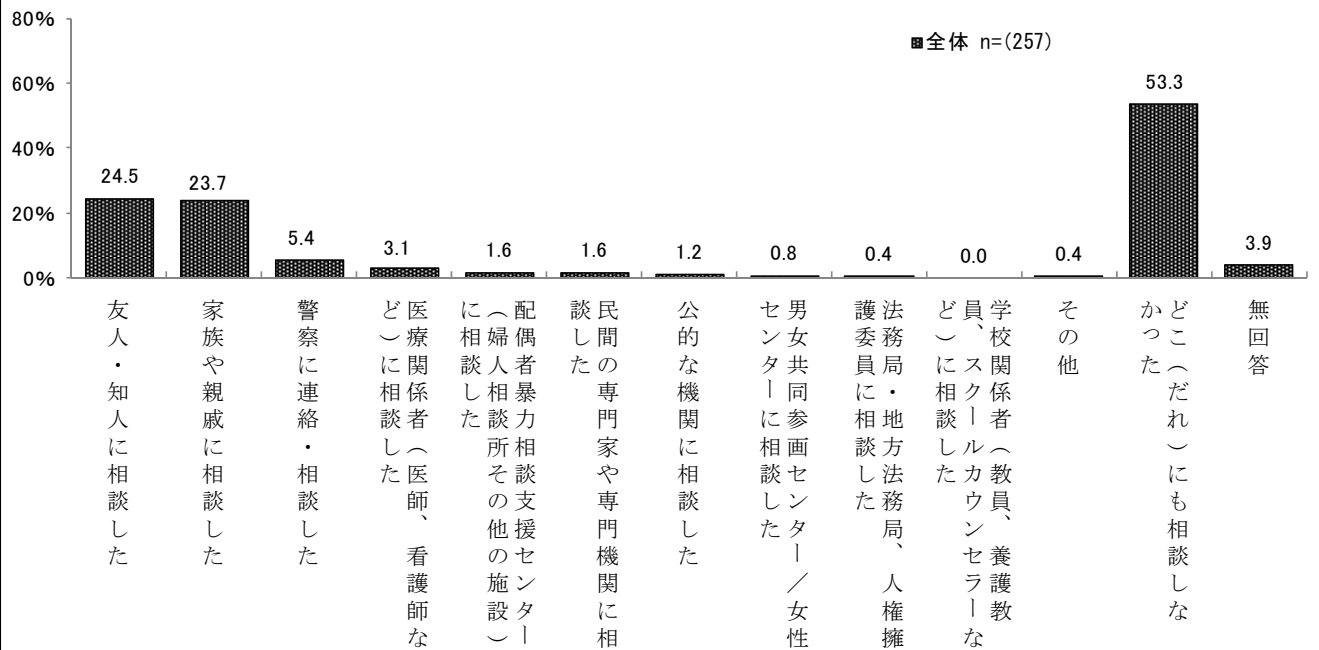 80%
60%
40%
20%
0%
全体 n=(257)
24.5
23.7
5.4
3.1
1.6
1.6
1.2
0.8
0.4
0.0
0.4
53.3
3.9
友人・知人に相談した
家族や親戚に相談した
警察に連絡・相談した
医療関係者（医師、看護師な
ど）に相談した
配偶者暴力相談支援センター
（婦人相談所その他の施設）
に相談した
民間の専門家や専門機関に相
談した
公的な機関に相談した
男女共同参画センター／女性
センターに相談した
法務局・地方法務局、人権擁
護委員に相談した
学校関係者（教員、養護教
員、スクールカウンセラーな
ど）に相談した
その他
どこ（だれ）にも相談しな
かった
無回答